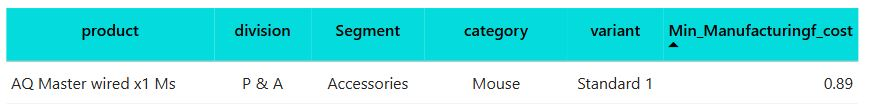 product division Segment category variant Min_Manufacturingf_cost
AQ Master wired x1 Ms P & A Accessories Mouse Standard 1 0.89